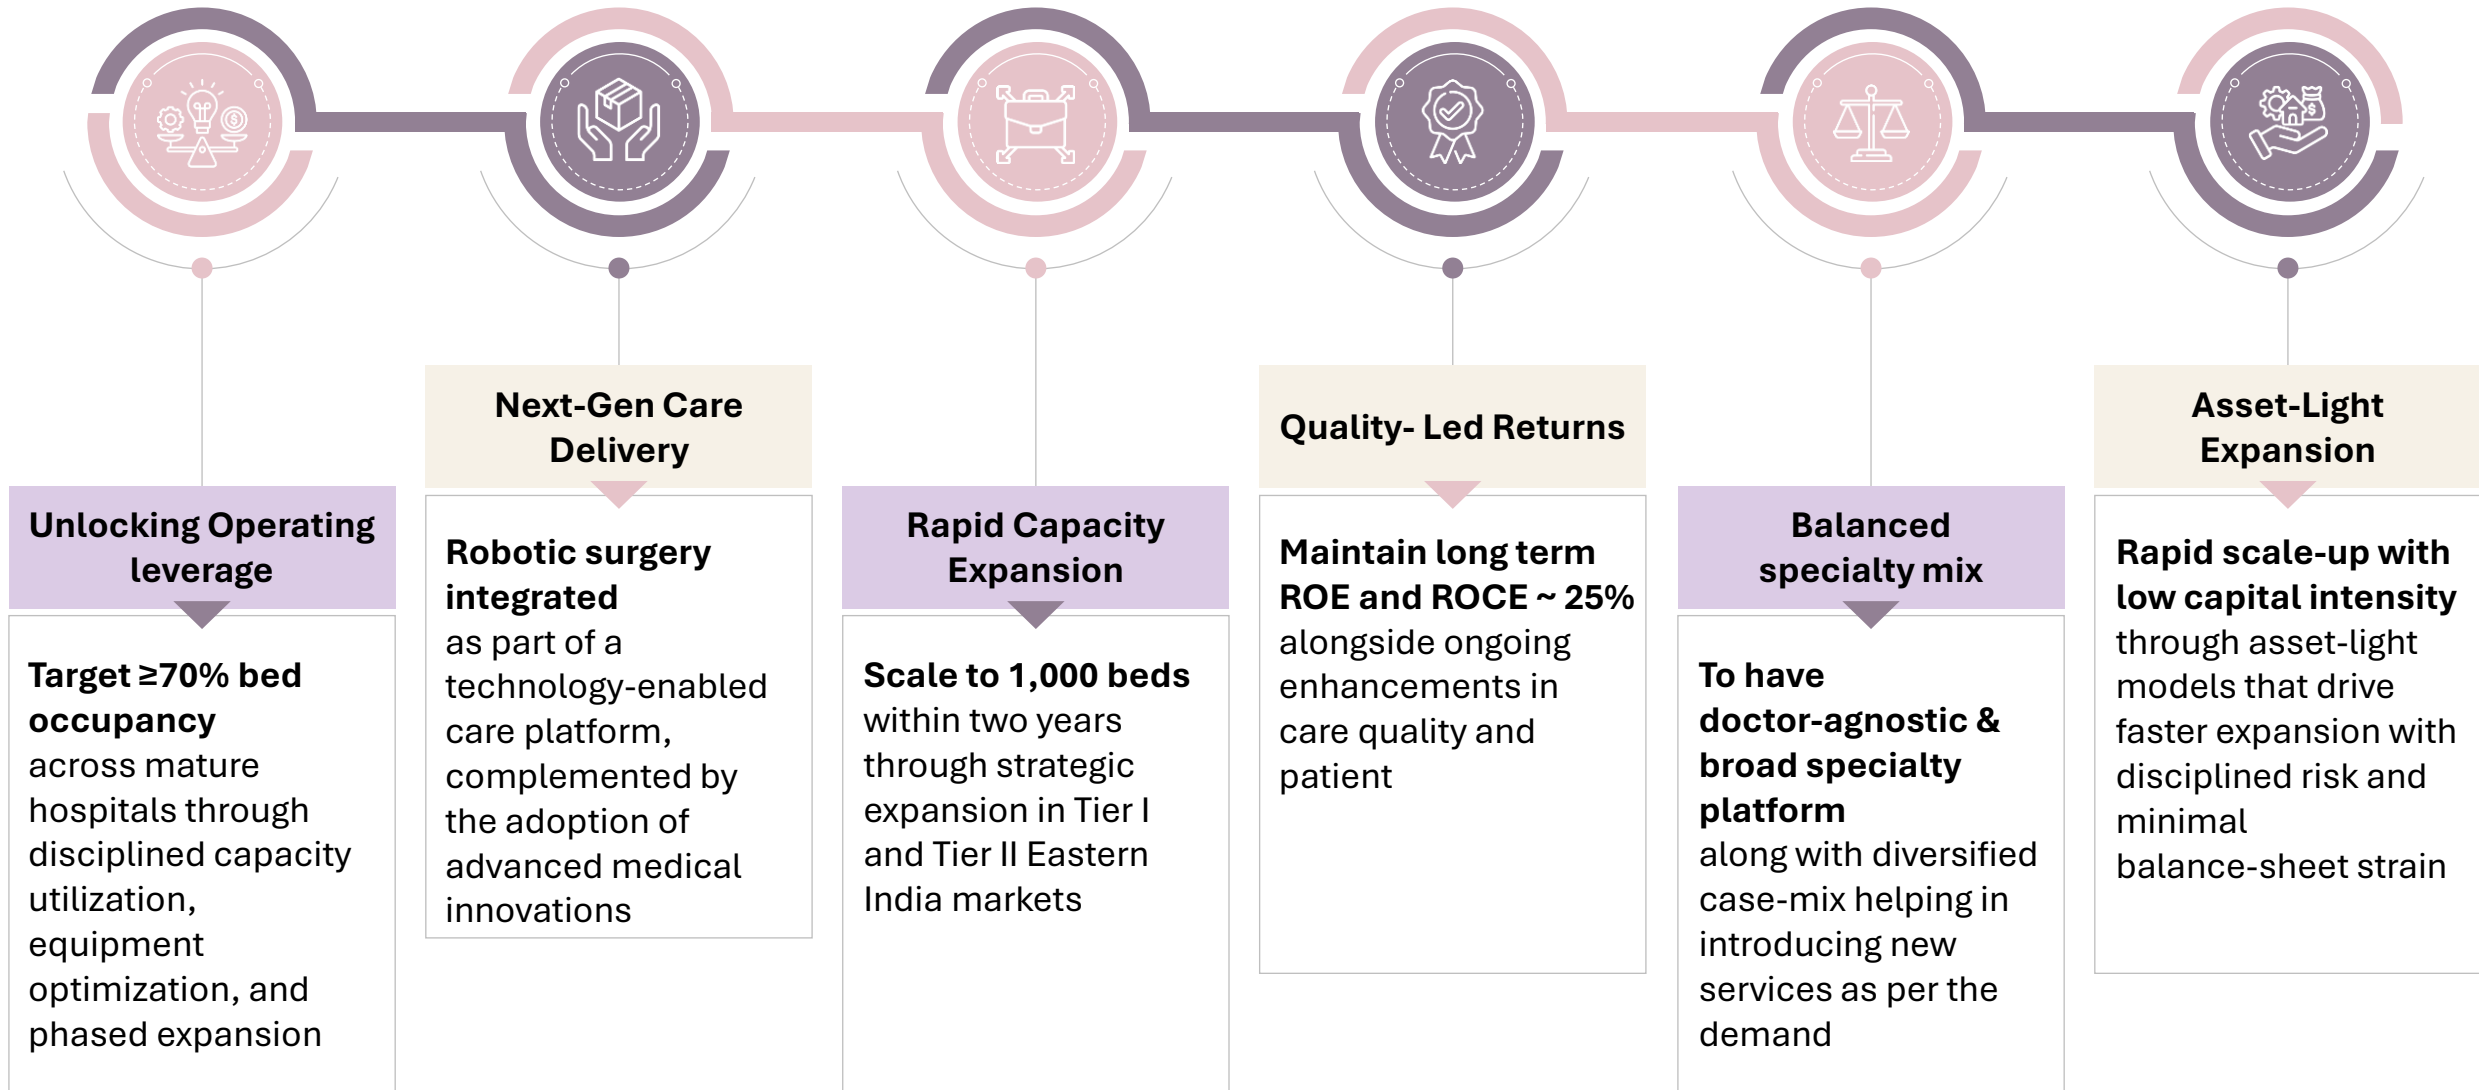 Unlocking Operating
leverage
Target ≥70% bed
occupancy
across mature
hospitals through
disciplined capacity
utilization,
equipment
optimization, and
phased expansion
Next-Gen Care
Delivery
Robotic surgery
integrated
as part of a
technology-enabled
care platform,
complemented by
the adoption of
advanced medical
innovations
Rapid Capacity
Expansion
Scale to 1,000 beds
within two years
through strategic
expansion in Tier I
and Tier II Eastern
India markets
Quality- Led Returns
Maintain long term
ROE and ROCE ~ 25%
alongside ongoing
enhancements in
care quality and
patient
Balanced
specialty mix
To have
doctor-agnostic &
broad specialty
platform
along with diversified
case-mix helping in
introducing new
services as per the
demand
Asset-Light
Expansion
Rapid scale-up with
low capital intensity
through asset-light
models that drive
faster expansion with
disciplined risk and
minimal
balance-sheet strain